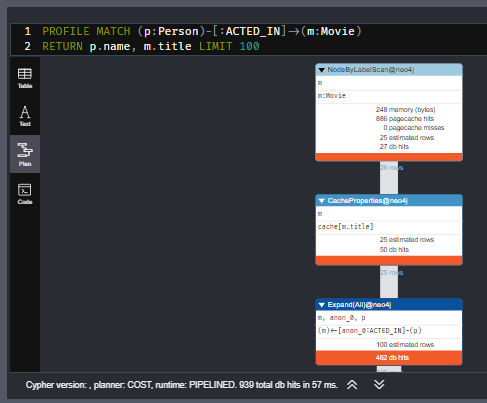 1 PROFILE MATCH (p:Person)-[:ACTED_IN]→(m:Movie)
2 RETURN p.name, m.title LIMIT 100
Table
Text
Plan
Code
NodeByLabelScan@neo4j
m
m:Movie
248 memory (bytes)
886 pagecache hits
0 pagecache misses
25 estimated rows
27 db hits
CacheProperties@neo4j
m
cache[m.title]
25 estimated rows
50 db hits
25 rows
Expand(All)@neo4j
m, anon_0, p
(m)←[anon_0:ACTED_IN]-(p)
100 estimated rows
462 db hits
Cypher version: , planner: COST, runtime: PIPELINED. 939 total db hits in 57 ms.